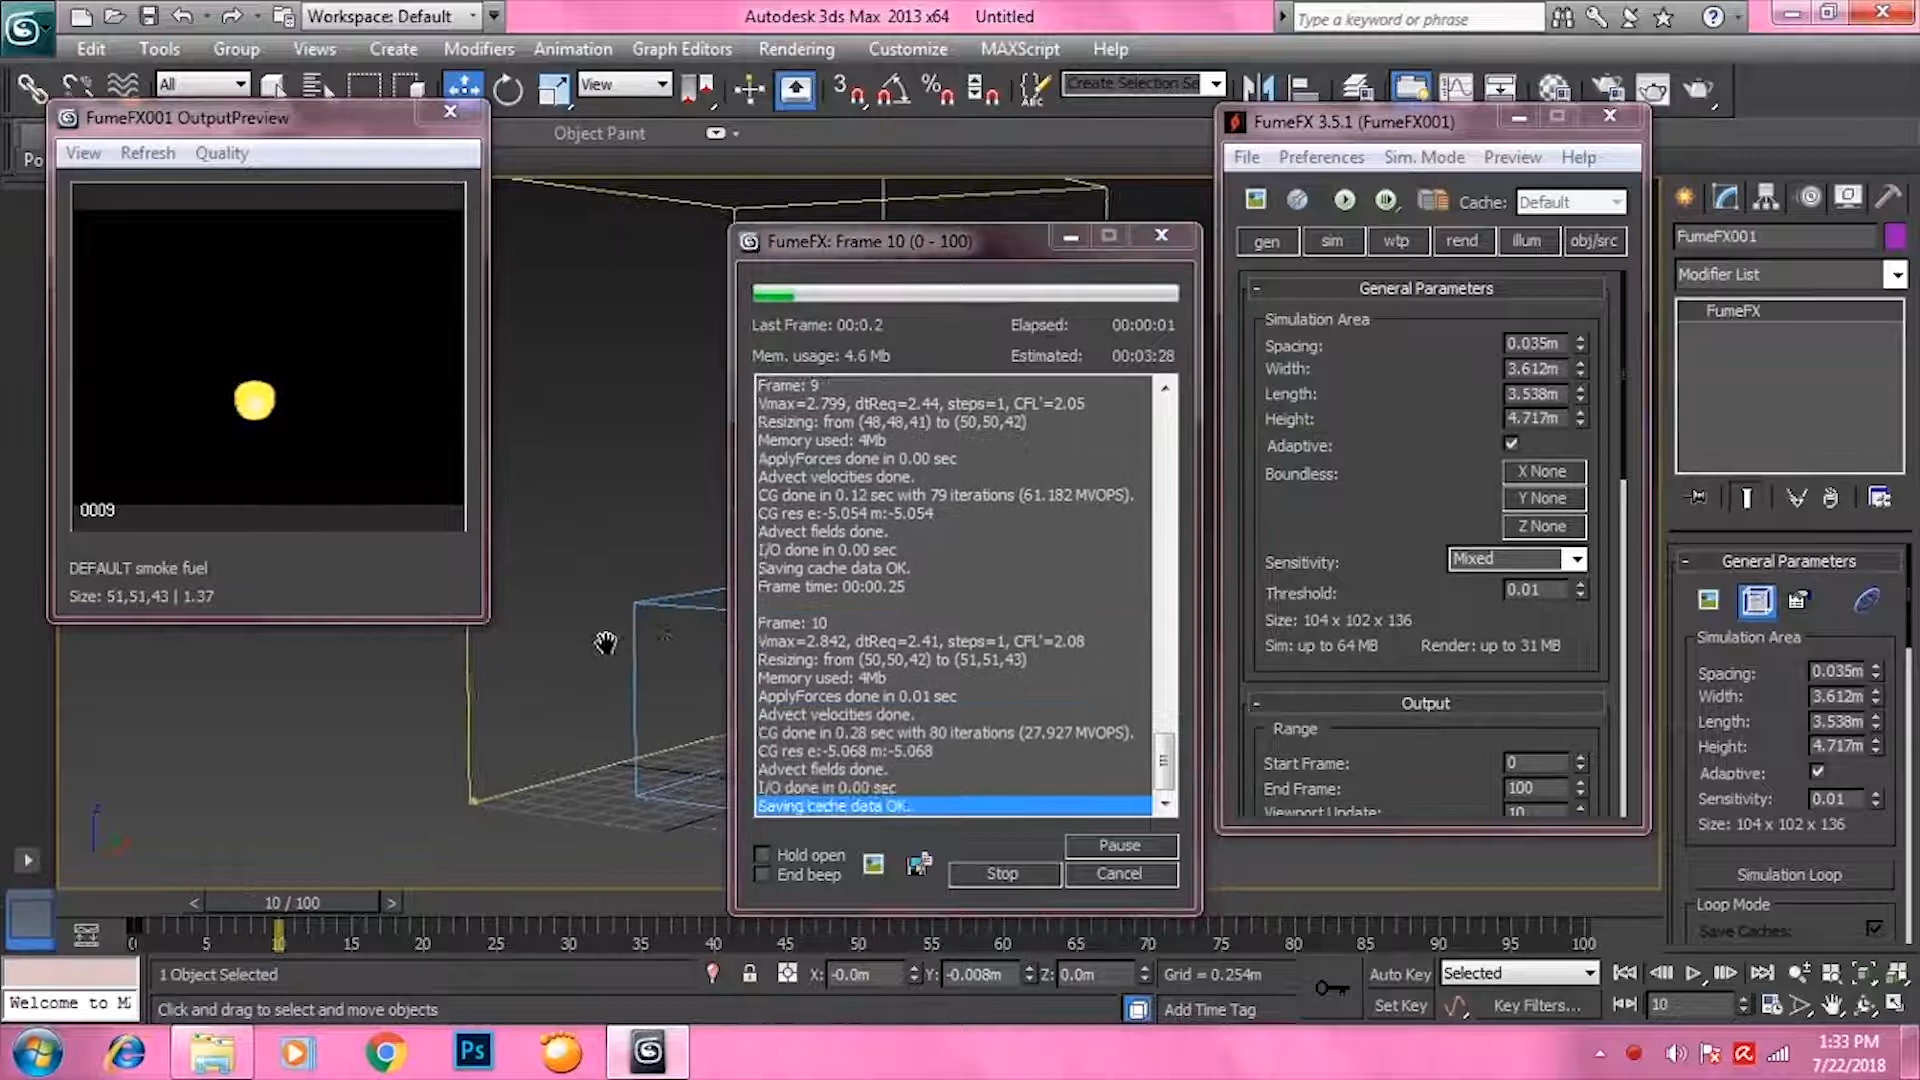 Workspace: Default
Autodesk 3ds Max 2013 x64 Untitled
Type a keyword or phrase
Edit Tools Group Views Create Modifiers Animation Graph Editors Rendering Customize MAXScript Help
All
View
Create Selection Se
Po
Object Paint
FumeFX001 OutputPreview
View Refresh Quality
0009
DEFAULT smoke fuel
Size: 51,51,43 | 1.37
FumeFX: Frame 10 (0 - 100)
Last Frame: 00:0.2 Elapsed: 00:00:01
Mem. usage: 4.6 Mb Estimated: 00:03:28
Frame: 9
Vmax=2.799, dtReq=2.44, steps=1, CFL'=2.05
Resizing: from (48,48,41) to (50,50,42)
Memory used: 4Mb
ApplyForces done in 0.00 sec
Advect velocities done.
CG done in 0.12 sec with 79 iterations (61.182 MVOPS).
CG res e:-5.054 m:-5.054
Advect fields done.
I/O done in 0.00 sec
Saving cache data OK.
Frame time: 00:00.25
Frame: 10
Vmax=2.842, dtReq=2.41, steps=1, CFL'=2.08
Resizing: from (50,50,42) to (51,51,43)
Memory used: 4Mb
ApplyForces done in 0.01 sec
Advect velocities done.
CG done in 0.28 sec with 80 iterations (27.927 MVOPS).
CG res e:-5.068 m:-5.068
Advect fields done.
I/O done in 0.00 sec
Saving cache data OK.
Hold open
End beep
Pause
Stop
Cancel
FumeFX 3.5.1 (FumeFX001)
File Preferences Sim. Mode Preview Help
Cache: Default
gen sim wtp rend illum obj/src
- General Parameters
Simulation Area
Spacing: 0.035m
Width: 3.612m
Length: 3.538m
Height: 4.717m
Adaptive:
Boundless: X None
Y None
Z None
Sensitivity: Mixed
Threshold: 0.01
Size: 104 x 102 x 136
Sim: up to 64 MB Render: up to 31 MB
- Output
Range
Start Frame: 0
End Frame: 100
Viewport Update: 10
FumeFX001
Modifier List
FumeFX
- General Parameters
Simulation Area
Spacing: 0.035m
Width: 3.612m
Length: 3.538m
Height: 4.717m
Adaptive:
Sensitivity: 0.01
Size: 104 x 102 x 136
Simulation Loop
Loop Mode
Save Caches:
< 10 / 100 >
0 5 10 15 20 25 30 35 40 45 50 55 60 65 70 75 80 85 90 95 100
1 Object Selected
X: -0.0m Y: -0.008m Z: 0.0m Grid = 0.254m
Auto Key Selected
Welcome to M
Click and drag to select and move objects
Add Time Tag
Set Key Key Filters...
10
Ps
1:33 PM
7/22/2018